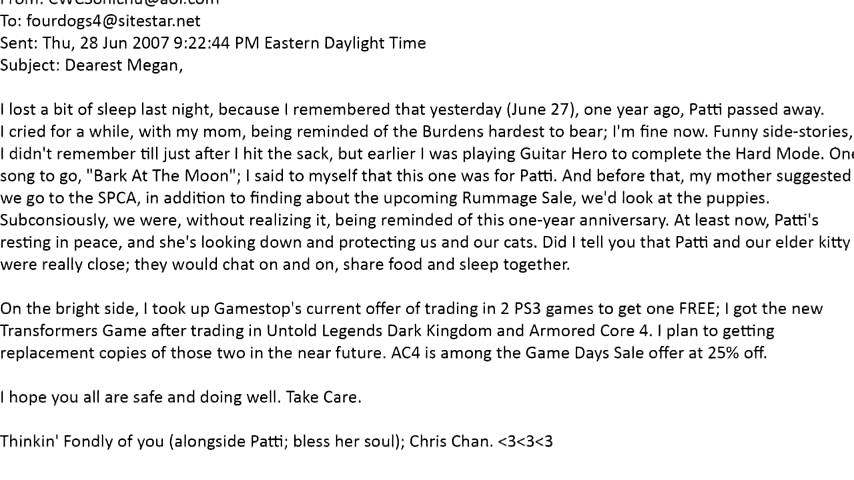 From: CWCSonichu@aol.com
To: fourdogs4@sitestar.net
Sent: Thu, 28 Jun 2007 9:22:44 PM Eastern Daylight Time
Subject: Dearest Megan,
I lost a bit of sleep last night, because I remembered that yesterday (June 27), one year ago, Patti passed away.
I cried for a while, with my mom, being reminded of the Burdens hardest to bear; I'm fine now. Funny side-stories,
I didn't remember till just after I hit the sack, but earlier I was playing Guitar Hero to complete the Hard Mode. One
song to go, "Bark At The Moon"; I said to myself that this one was for Patti. And before that, my mother suggested
we go to the SPCA, in addition to finding about the upcoming Rummage Sale, we'd look at the puppies.
Subconsiously, we were, without realizing it, being reminded of this one-year anniversary. At least now, Patti's
resting in peace, and she's looking down and protecting us and our cats. Did I tell you that Patti and our elder kitty
were really close; they would chat on and on, share food and sleep together.
On the bright side, I took up Gamestop's current offer of trading in 2 PS3 games to get one FREE; I got the new
Transformers Game after trading in Untold Legends Dark Kingdom and Armored Core 4. I plan to getting
replacement copies of those two in the near future. AC4 is among the Game Days Sale offer at 25% off.
I hope you all are safe and doing well. Take Care.
Thinkin' Fondly of you (alongside Patti; bless her soul); Chris Chan. <3<3<3